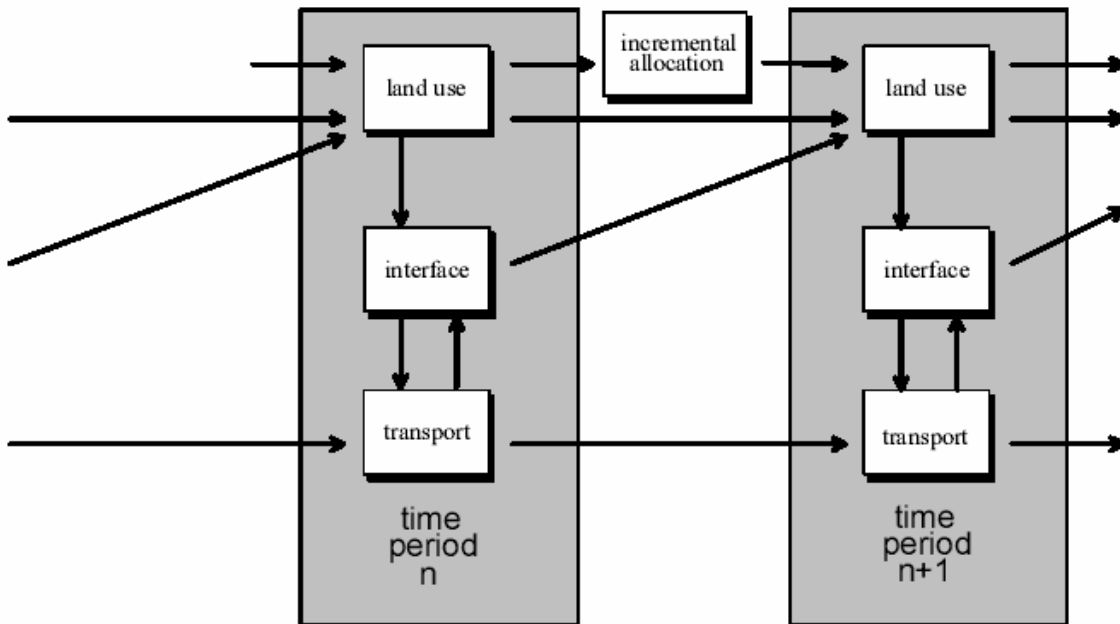 incremental
allocation
land use
land use
interface
interface
transport
transport
time
period
n
time
period
n+1